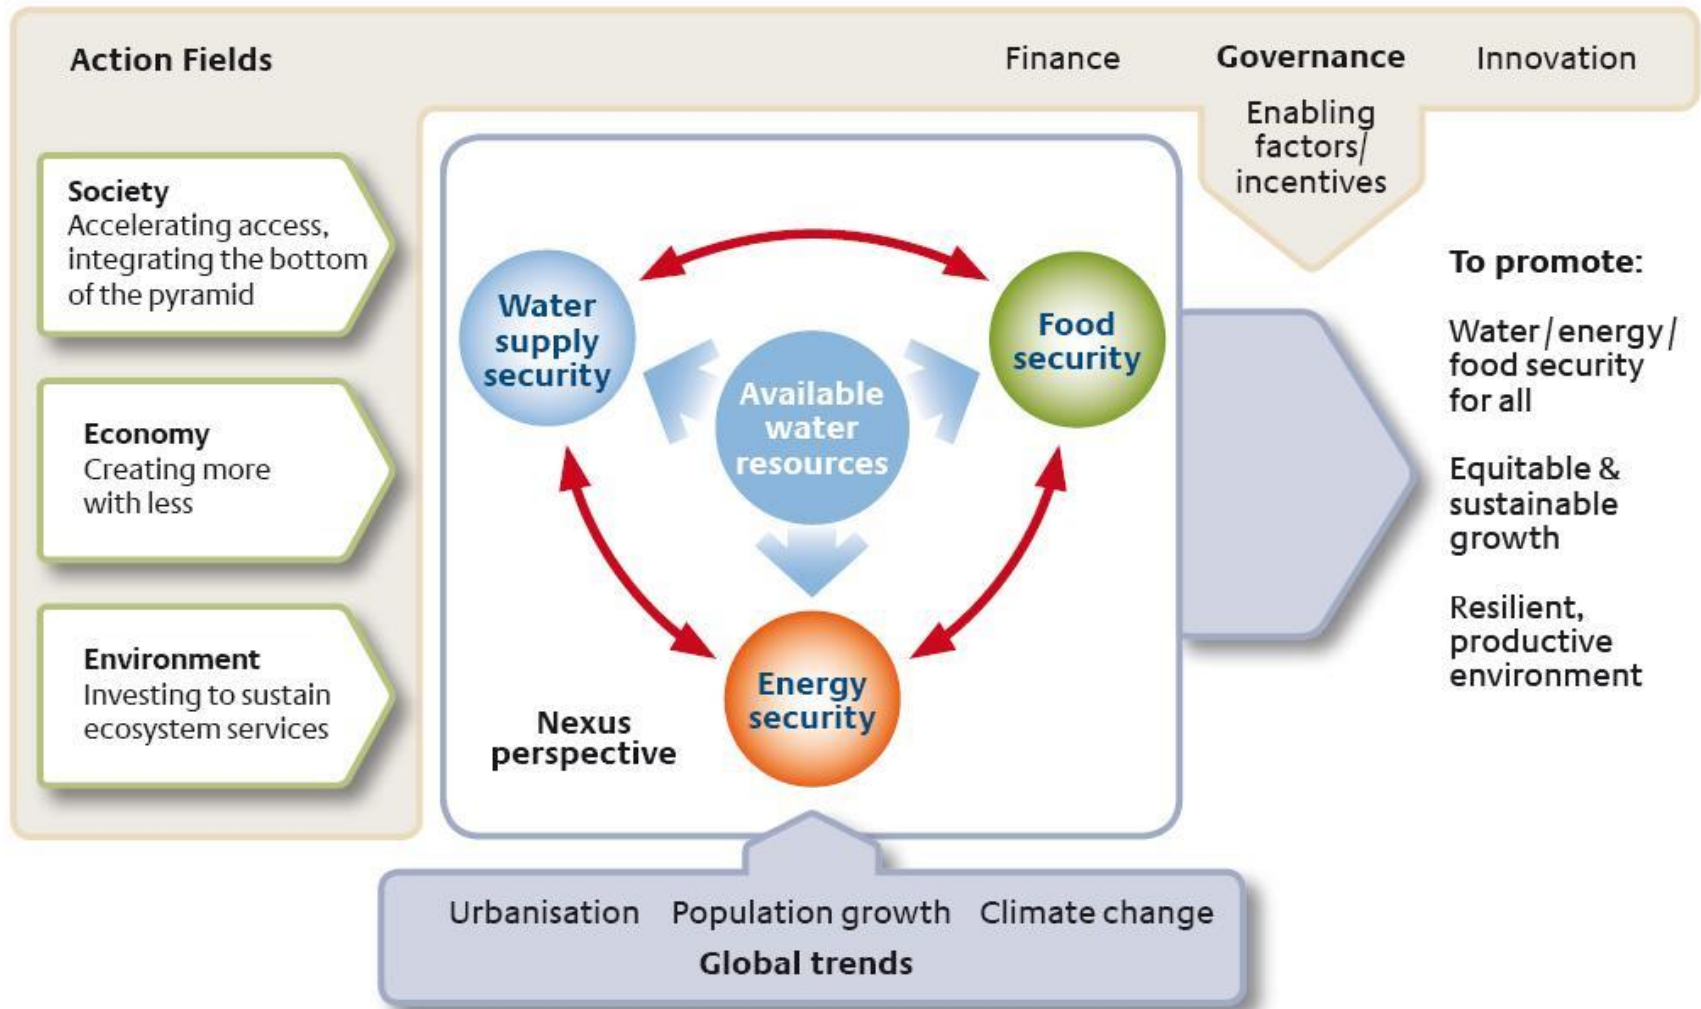 Action Fields
Finance
Governance
Innovation
Enabling
factors/
incentives
Society
Accelerating access,
integrating the bottom
of the pyramid
Economy
Creating more
with less
Environment
Investing to sustain
ecosystem services
Water
supply
security
Food
security
Available
water
resources
Energy
security
Nexus
perspective
To promote:
Water / energy /
food security
for all
Equitable &
sustainable
growth
Resilient,
productive
environment
Urbanisation
Population growth
Climate change
Global trends